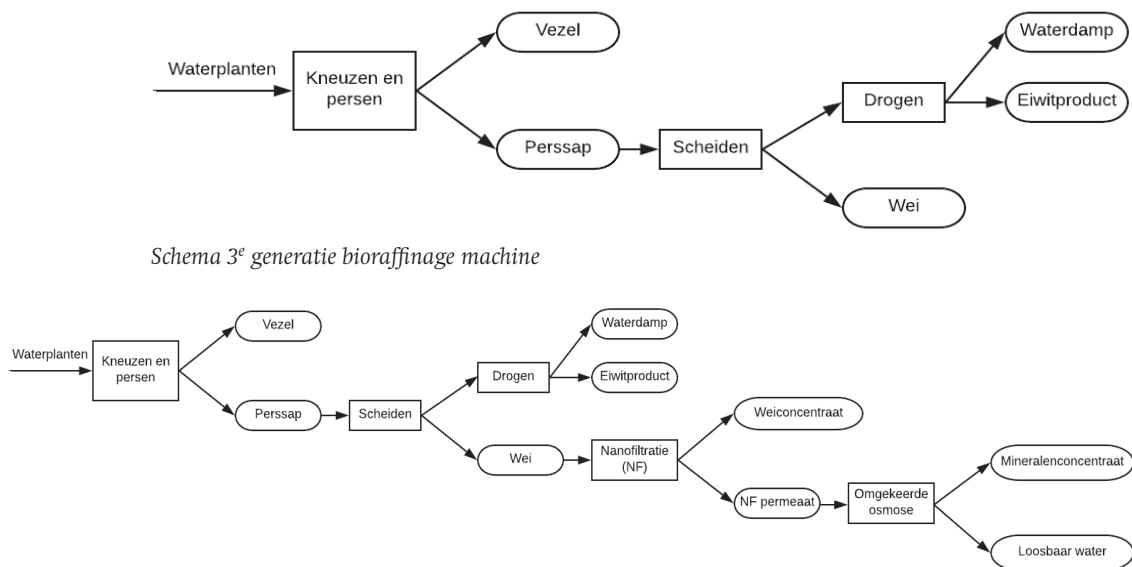 Vezel
Waterdamp
Waterplanten
Kneuzen en
persen
Drogen
Eiwitproduct
Perssap
Scheiden
Wei
Schema 3e generatie bioraffinage machine
Vezel
Waterdamp
Waterplanten
Kneuzen en
persen
Drogen
Eiwitproduct
Perssap
Scheiden
Weiconcentraat
Wei
Nanofiltratie
(NF)
Mineralenconcentraat
NF permeaat
Omgekeerde
osmose
Loosbaar water